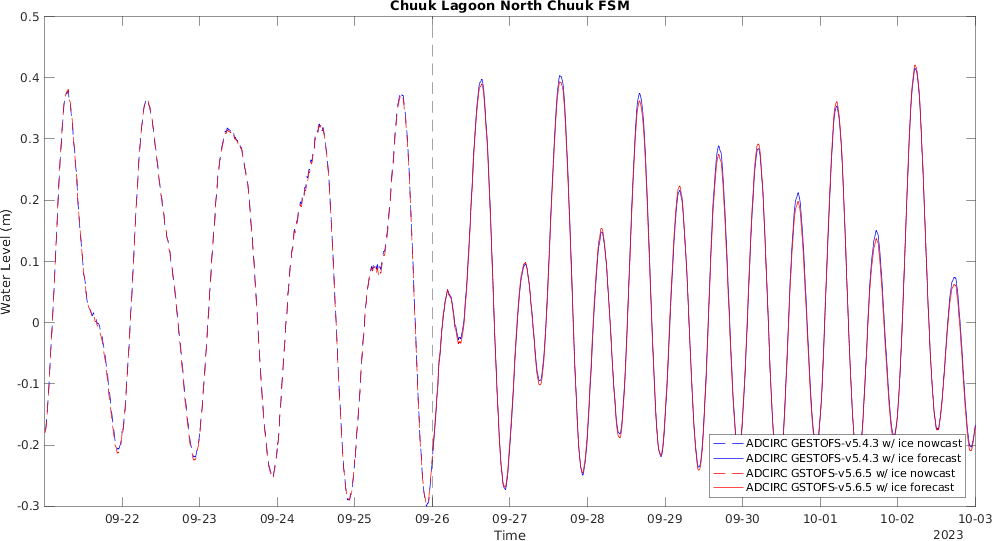 Chuuk Lagoon North Chuuk FSM
0.5
0.4
0.3
0.2
0.1
0
-0.1
-0.2
-0.3
Water Level (m)
ADCIRC GESTOFS-v5.4.3 w/ ice nowcast
ADCIRC GESTOFS-v5.4.3 w/ ice forecast
ADCIRC GSTOFS-v5.6.5 w/ ice nowcast
ADCIRC GSTOFS-v5.6.5 w/ ice forecast
09-22 09-23 09-24 09-25 09-26 09-27 09-28 09-29 09-30 10-01 10-02 10-03
Time
2023